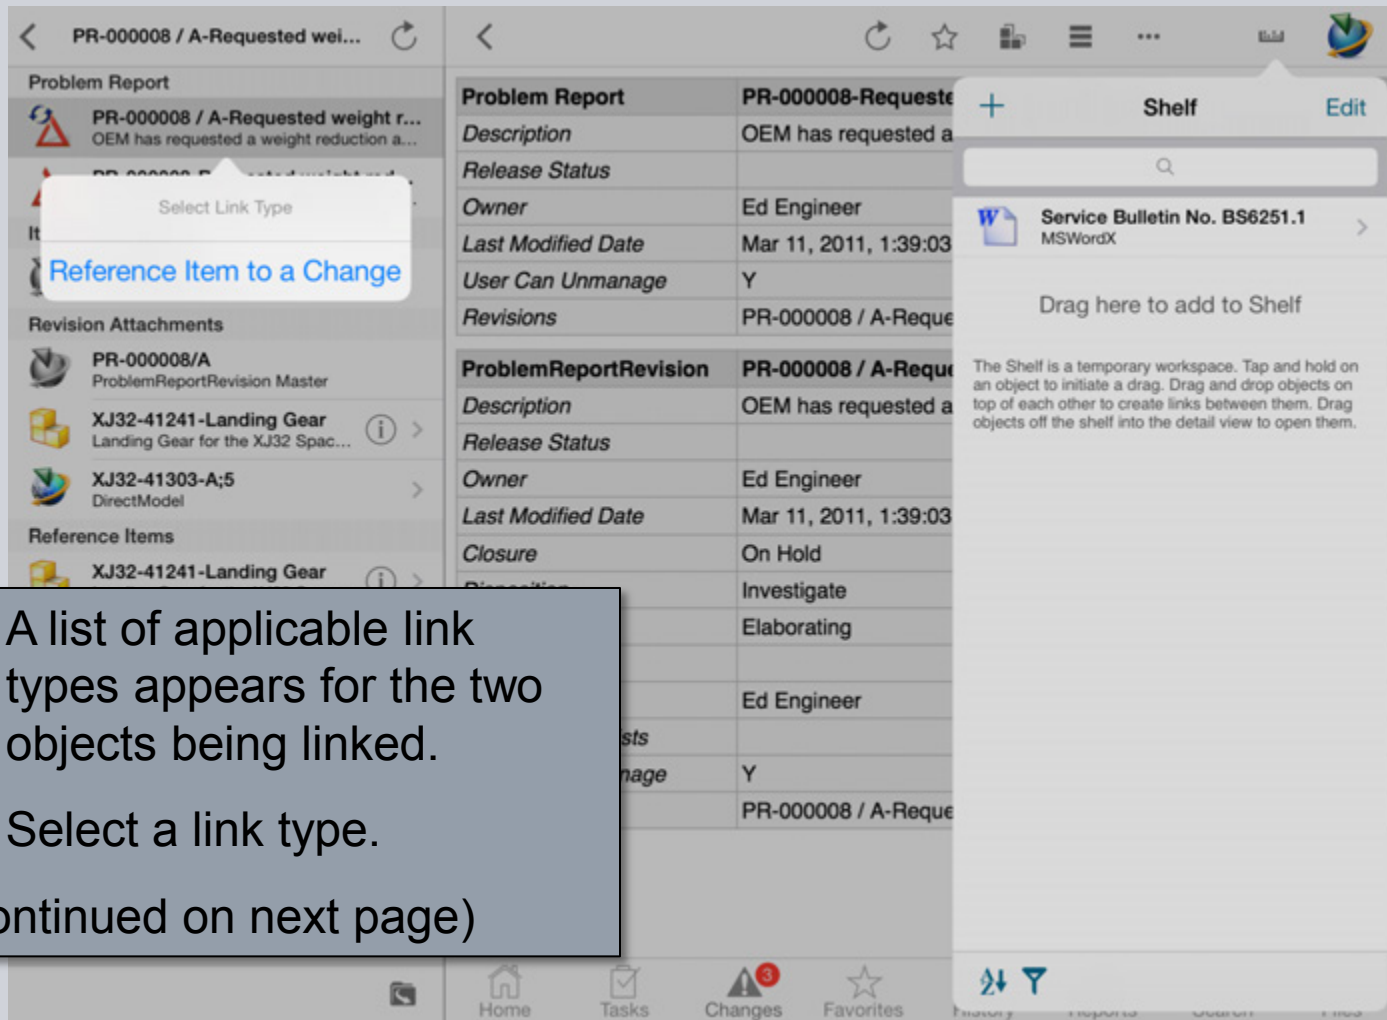 PR-000008 / A-Requested wei...
Problem Report
PR-000008 / A-Requested weight r...
OEM has requested a weight reduction a...
Select Link Type
Reference Item to a Change
Revision Attachments
PR-000008/A
ProblemReportRevision Master
XJ32-41241-Landing Gear
Landing Gear for the XJ32 Spac...
XJ32-41303-A;5
DirectModel
Reference Items
XJ32-41241-Landing Gear
A list of applicable link
types appears for the two
objects being linked.
Select a link type.
ontinued on next page)
Problem Report PR-000008-Requeste
Description OEM has requested a
Release Status
Owner Ed Engineer
Last Modified Date Mar 11, 2011, 1:39:03
User Can Unmanage Y
Revisions PR-000008 / A-Reque
ProblemReportRevision PR-000008 / A-Reque
Description OEM has requested a
Release Status
Owner Ed Engineer
Last Modified Date Mar 11, 2011, 1:39:03
Closure On Hold
Disposition Investigate
Elaborating
Ed Engineer
sts
nage Y
PR-000008 / A-Reque
Shelf Edit
Service Bulletin No. BS6251.1
MSWordX
Drag here to add to Shelf
The Shelf is a temporary workspace. Tap and hold on
an object to initiate a drag. Drag and drop objects on
top of each other to create links between them. Drag
objects off the shelf into the detail view to open them.
3
Home Tasks Changes Favorites History Reports Search Files